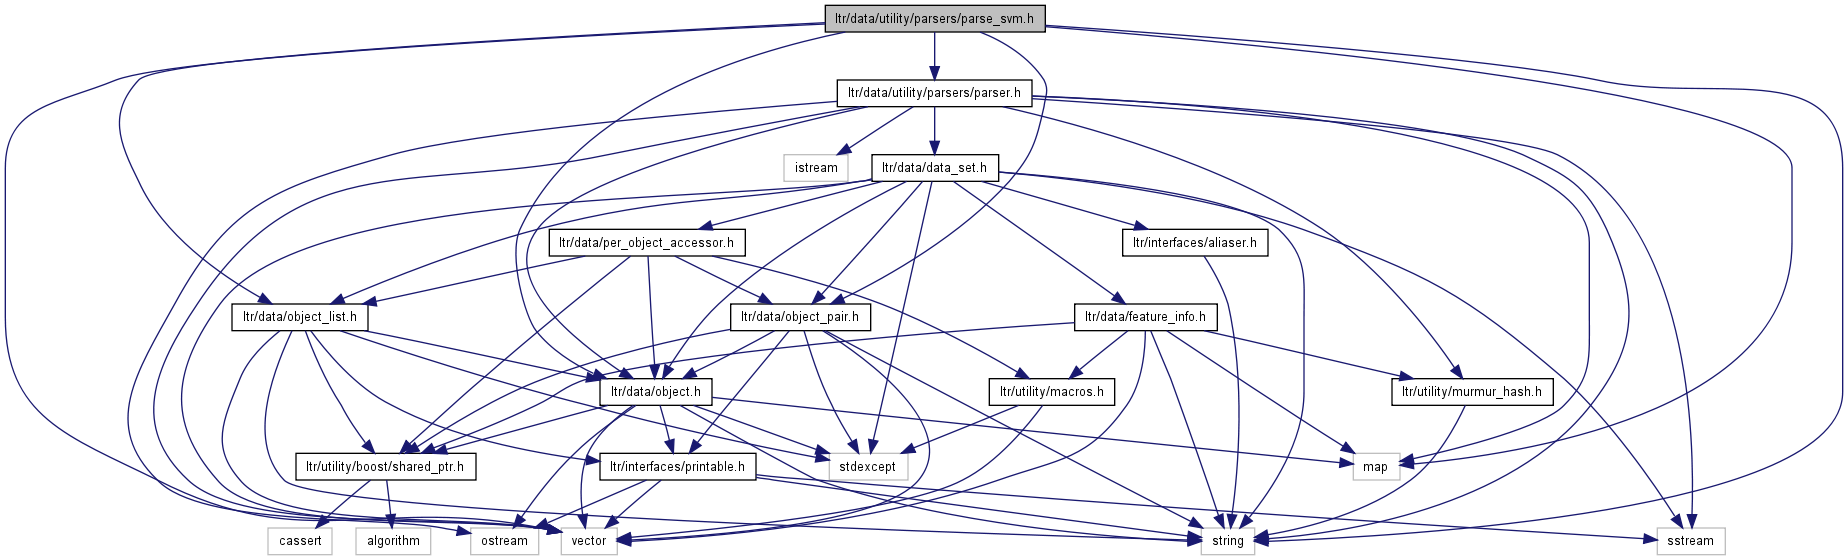 ltr/data/utility/parsers/parse_svm.h
ltr/data/utility/parsers/parser.h
istream
ltr/data/data_set.h
ltr/data/per_object_accessor.h
ltr/interfaces/aliaser.h
ltr/data/object_list.h
ltr/data/object_pair.h
ltr/data/feature_info.h
ltr/data/object.h
ltr/utility/macros.h
ltr/utility/murmur_hash.h
ltr/utility/boost/shared_ptr.h
ltr/interfaces/printable.h
stdexcept
map
cassert
algorithm
ostream
vector
string
sstream